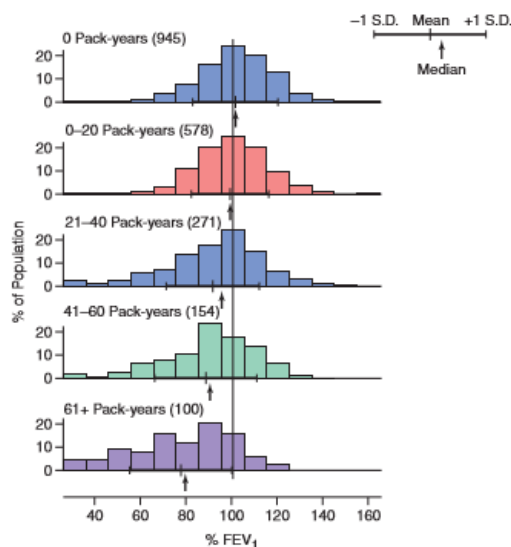 −1 S.D. Mean +1 S.D.
Median
0 Pack-years (945)
20
10
0
0–20 Pack-years (578)
20
10
0
21–40 Pack-years (271)
20
10
0
41–60 Pack-years (154)
20
10
0
61+ Pack-years (100)
20
10
0
% of Population
40 60 80 100 120 140 160
% FEV1